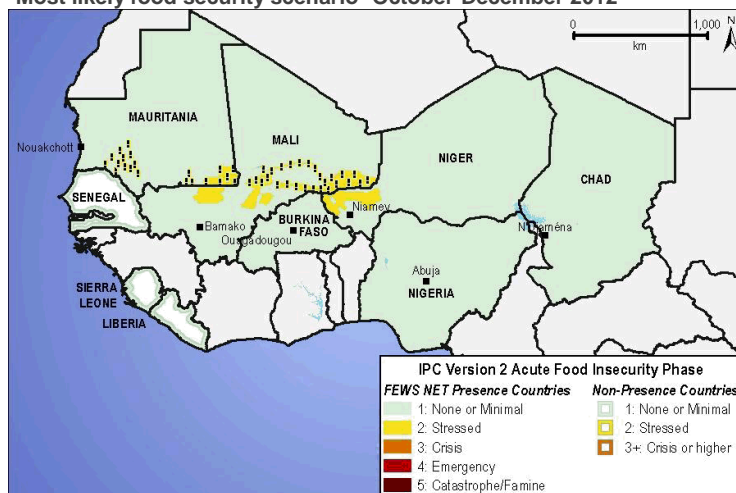 Most likely food security scenario October-December 2012
0 1,000
km
N
MAURITANIA
Nouakchott
MALI
NIGER
CHAD
SENEGAL
Niamey
Bamako
BURKINA
FASO
Ouagadougou
N'Djaména
Abuja
NIGERIA
SIERRA
LEONE
LIBERIA
IPC Version 2 Acute Food Insecurity Phase
FEWS NET Presence Countries Non-Presence Countries
1: None or Minimal 1: None or Minimal
2: Stressed 2: Stressed
3: Crisis 3+: Crisis or higher
4: Emergency
5: Catastrophe/Famine